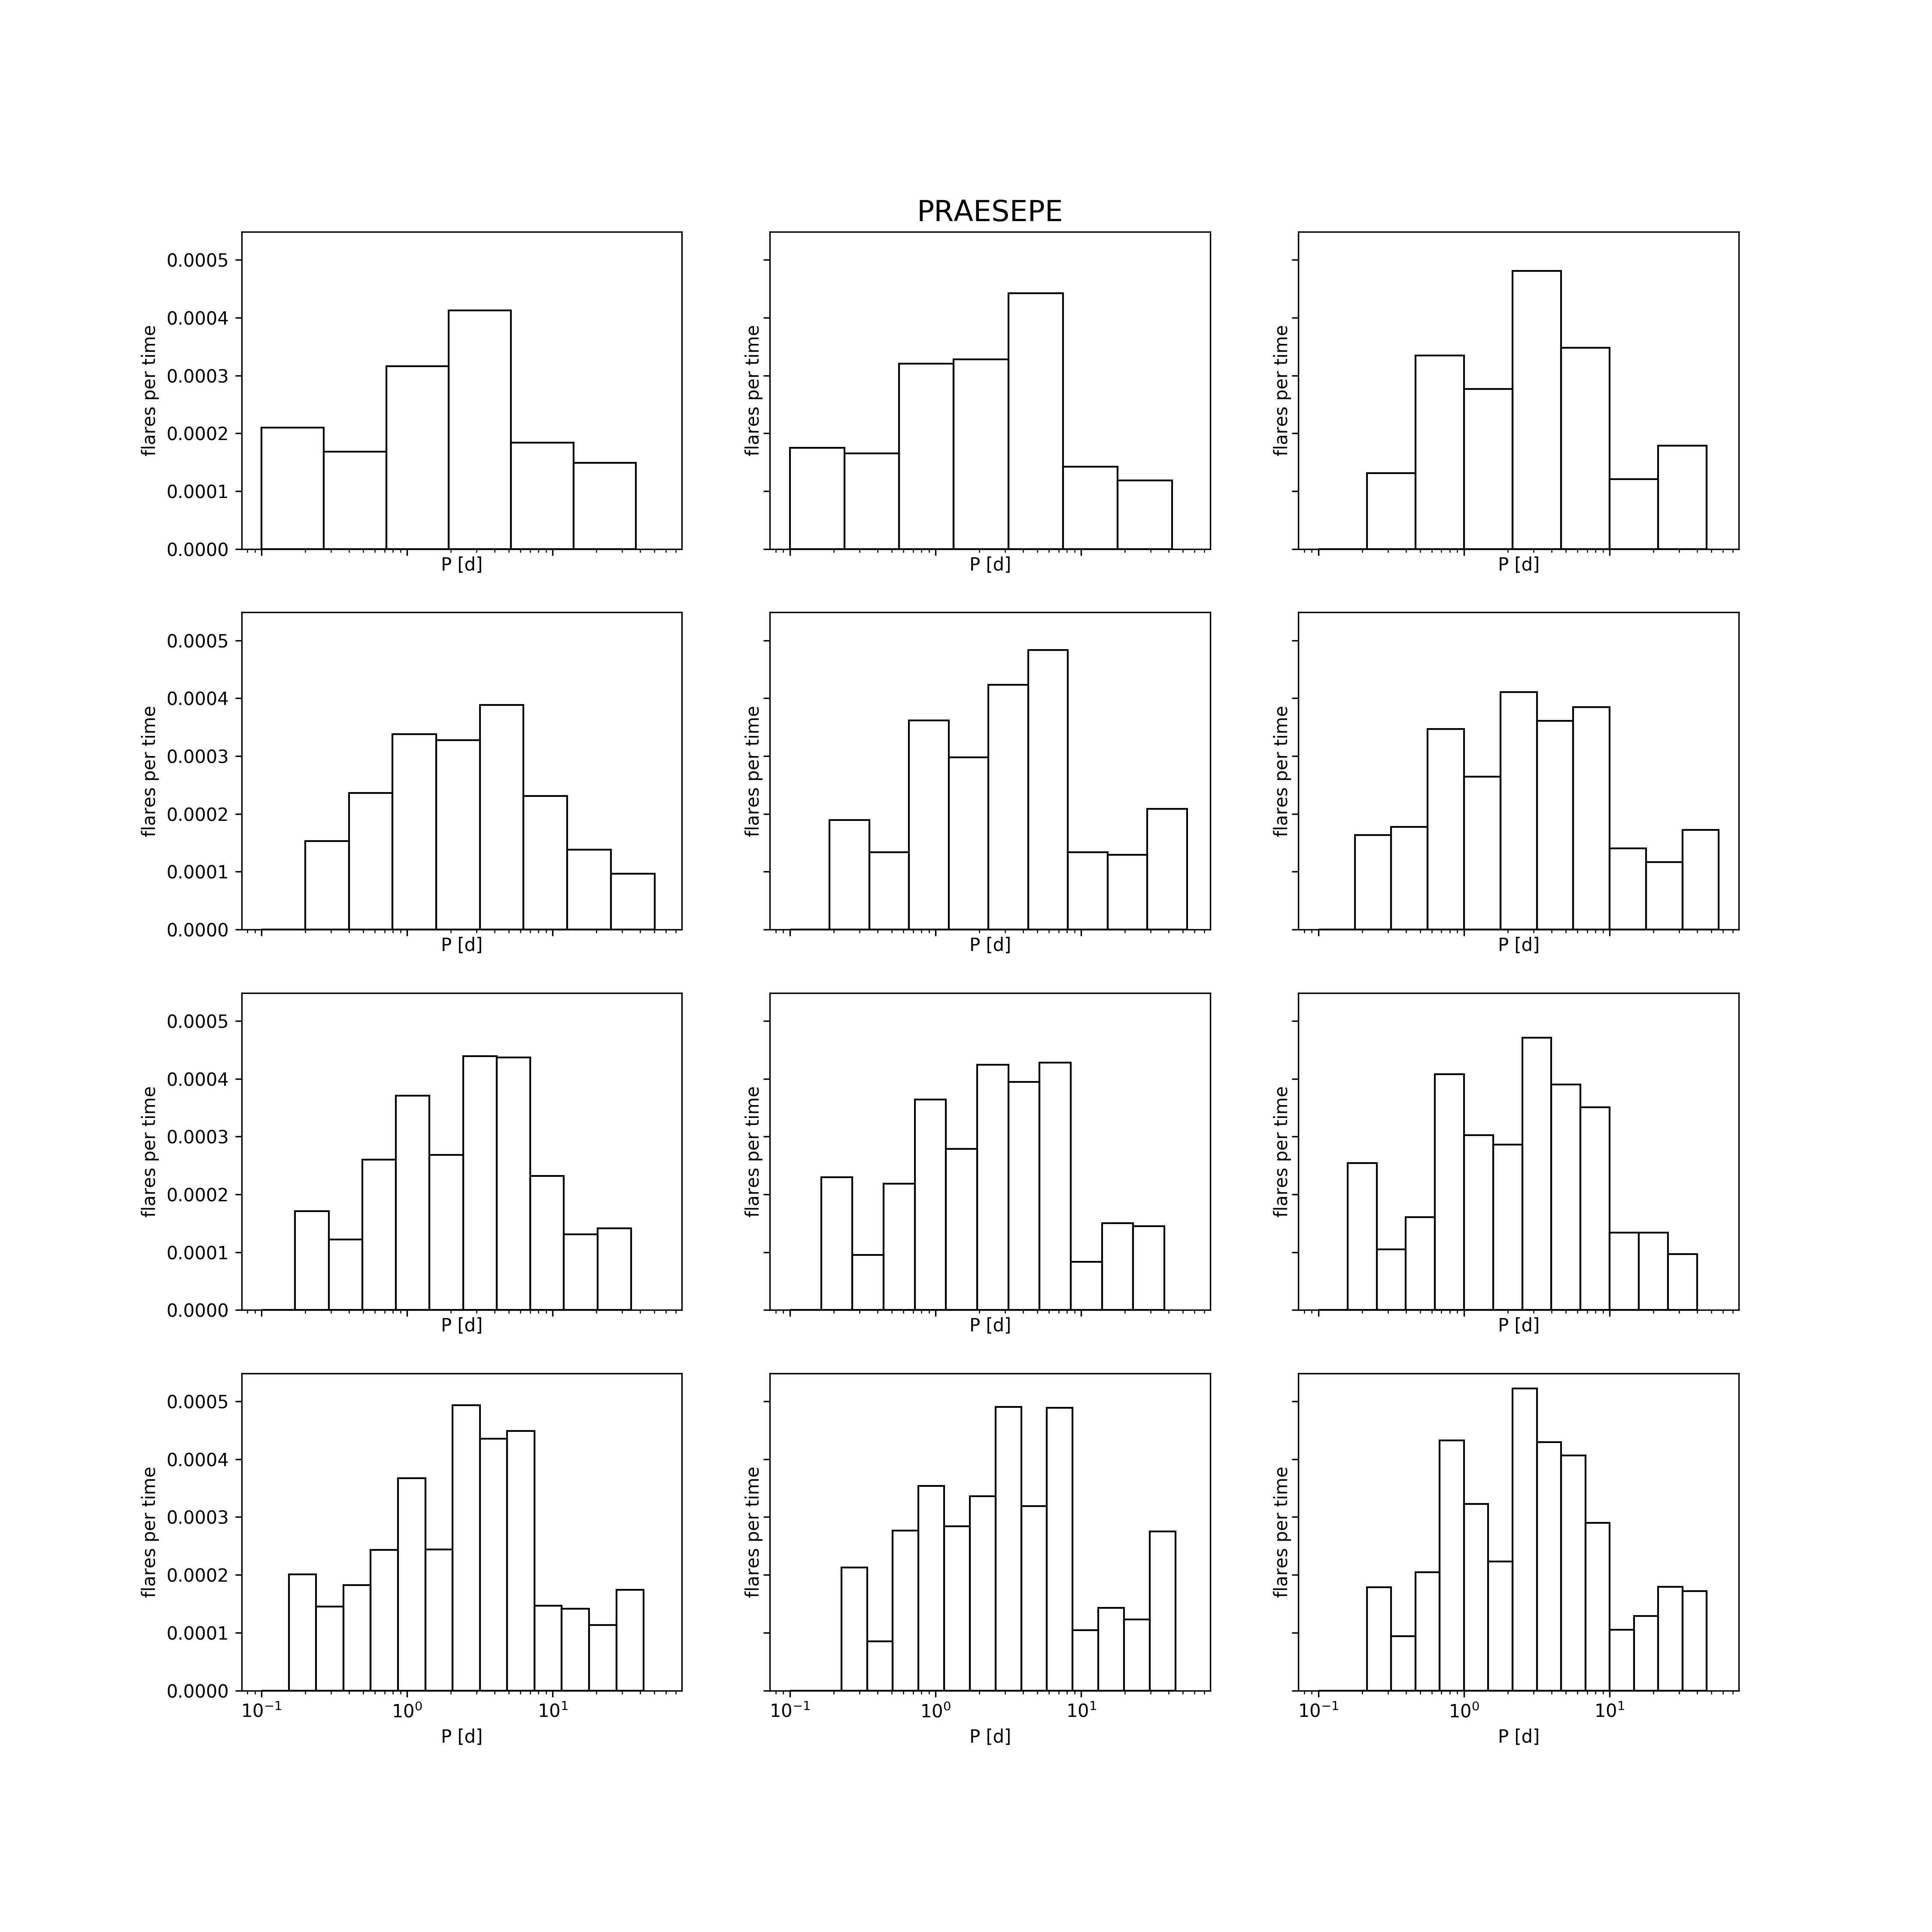 PRAESEPE
flares per time
0.0005
0.0004
0.0003
0.0002
0.0001
0.0000
P [d]
flares per time
P [d]
flares per time
P [d]
flares per time
0.0005
0.0004
0.0003
0.0002
0.0001
0.0000
P [d]
flares per time
P [d]
flares per time
P [d]
flares per time
0.0005
0.0004
0.0003
0.0002
0.0001
0.0000
P [d]
flares per time
P [d]
flares per time
P [d]
flares per time
0.0005
0.0004
0.0003
0.0002
0.0001
0.0000
10⁻¹ 10⁰ 10¹
P [d]
flares per time
10⁻¹ 10⁰ 10¹
P [d]
flares per time
10⁻¹ 10⁰ 10¹
P [d]